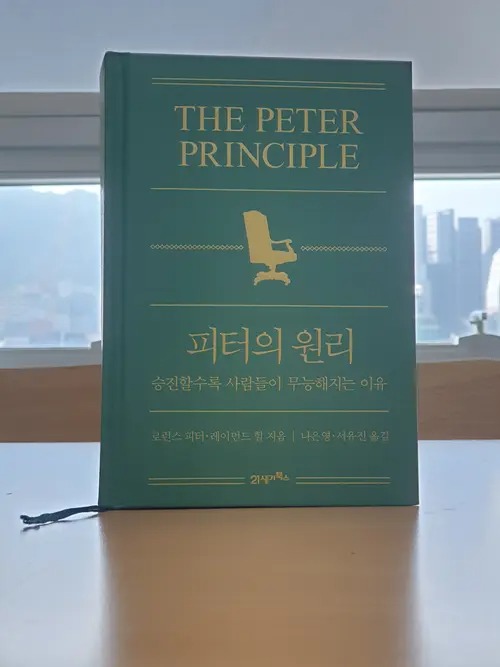 THE PETER
PRINCIPLE
피터의 원리
승진할수록 사람들이 무능해지는 이유
로런스 피터·레이먼드 헐 지음 | 나은영·서유진 옮김
21세기북스